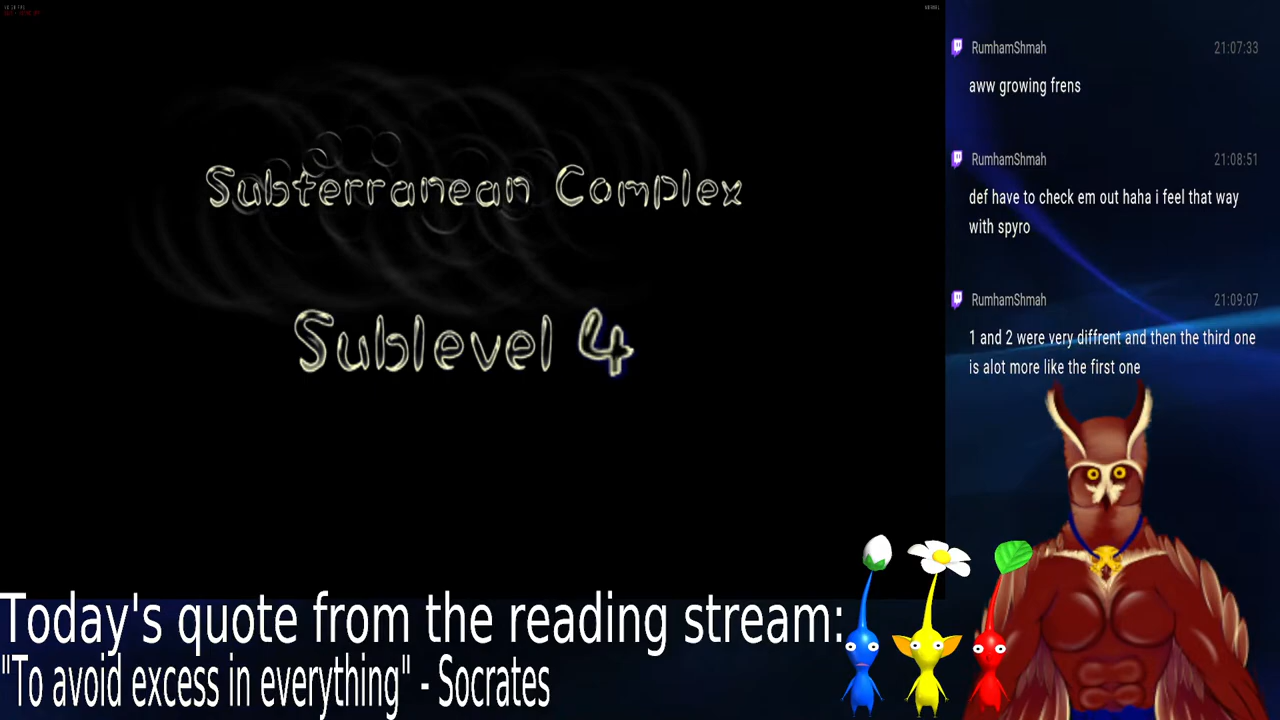 Subterranean Complex
Sublevel 4
RumhamShmah 21:07:33
aww growing frens
RumhamShmah 21:08:51
def have to check em out haha i feel that way
with spyro
RumhamShmah 21:09:07
1 and 2 were very diffrent and then the third one
is alot more like the first one
Today's quote from the reading stream:
"To avoid excess in everything" - Socrates